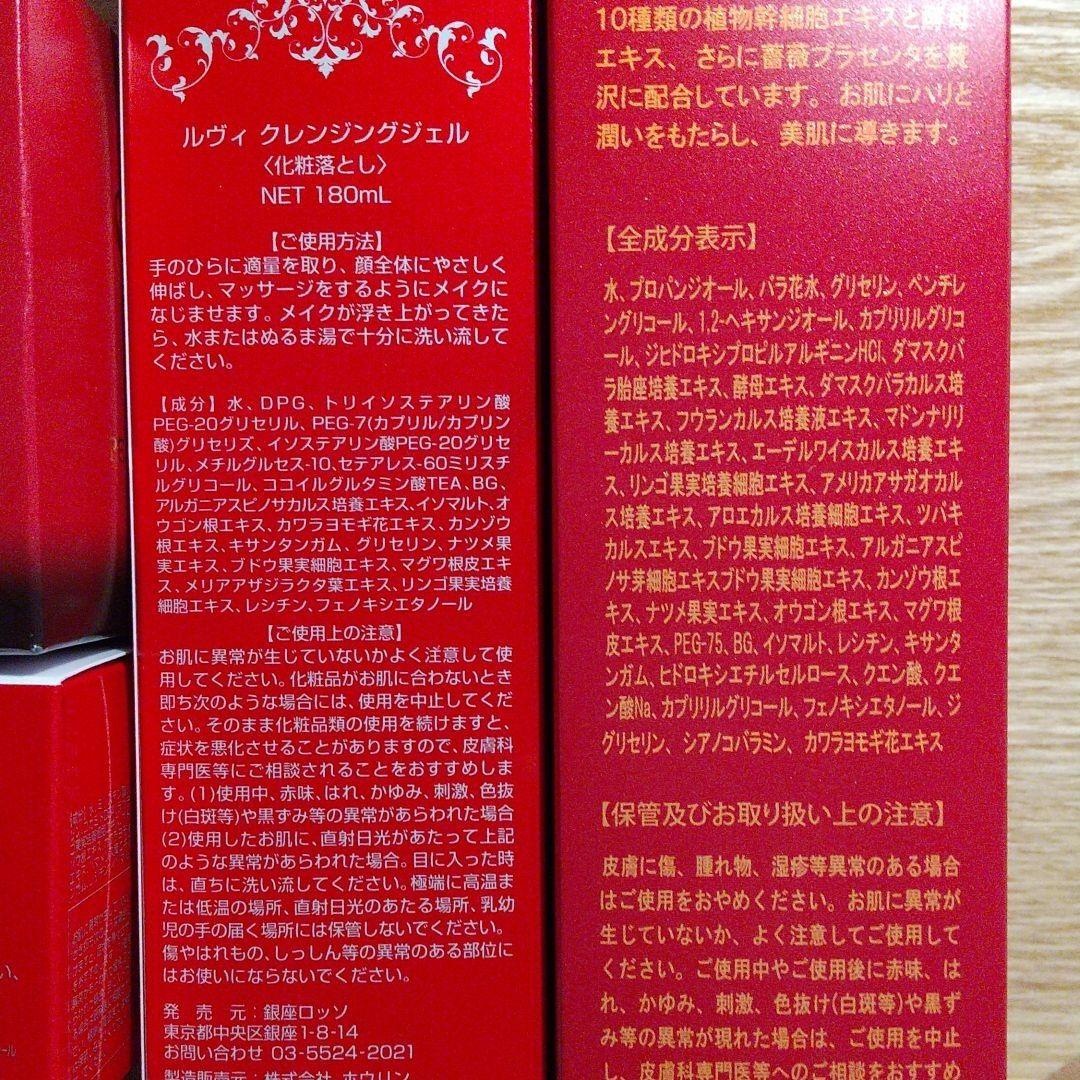 ルヴィ クレンジングジェル
〈化粧落とし〉
NET 180mL
【ご使用方法】
手のひらに適量を取り、顔全体にやさしく
伸ばし、マッサージをするようにメイクに
なじませます。メイクが浮き上がってきた
ら、水またはぬるま湯で十分に洗い流して
ください。
【成分】水、DPG、トリイソステアリン酸
PEG-20グリセリル、PEG-7(カプリル/カプリン
酸)グリセリズ、イソステアリン酸PEG-20グリセ
リル、メチルグルセス-10、セテアレス-60ミリスチ
ルグリコール、ココイルグルタミン酸TEA、BG、
アルガニアスピノサカルス培養エキス、イソマルト、オ
ウゴン根エキス、カワラヨモギ花エキス、カンゾウ
根エキス、キサンタンガム、グリセリン、ナツメ果
実エキス、ブドウ果実細胞エキス、マグワ根皮エキ
ス、メリアアザジラクタ葉エキス、リンゴ果実培養
細胞エキス、レシチン、フェノキシエタノール
【ご使用上の注意】
お肌に異常が生じていないかよく注意して使
用してください。化粧品がお肌に合わないとき
即ち次のような場合には、使用を中止してくだ
さい。そのまま化粧品類の使用を続けますと、
症状を悪化させることがありますので、皮膚科
専門医等にご相談されることをおすすめしま
す。(1)使用中、赤味、はれ、かゆみ、刺激、色抜
け(白斑等)や黒ずみ等の異常があらわれた場合
(2)使用したお肌に、直射日光があたって上記
のような異常があらわれた場合。目に入った時
は、直ちに洗い流してください。極端に高温ま
たは低温の場所、直射日光のあたる場所、乳幼
児の手の届く場所には保管しないでください。
傷やはれもの、しっしん等の異常のある部位に
はお使いにならないでください。
発 売 元：銀座ロッソ
東京都中央区銀座1-8-14
お問い合わせ 03-5524-2021
製造販売元：株式会社 ホウリン
10種類の植物幹細胞エキスと酵母
エキス、さらに薔薇プラセンタを贅
沢に配合しています。お肌にハリと
潤いをもたらし、美肌に導きます。
【全成分表示】
水、プロパンジオール、バラ花水、グリセリン、ペンチレ
ングリコール、1,2-ヘキサンジオール、カプリリルグリコ
ール、ジヒドロキシプロピルアルギニンHCl、ダマスクバ
ラ胎座培養エキス、酵母エキス、ダマスクバラカルス培
養エキス、フウランカルス培養液エキス、マドンナリリ
ーカルス培養エキス、エーデルワイスカルス培養エキ
ス、リンゴ果実培養細胞エキス、アメリカアサガオカル
ス培養エキス、アロエカルス培養細胞エキス、ツバキ
カルスエキス、ブドウ果実細胞エキス、アルガニアスピ
ノサ芽細胞エキスブドウ果実細胞エキス、カンゾウ根エ
キス、ナツメ果実エキス、オウゴン根エキス、マグワ根
皮エキス、PEG-75、BG、イソマルト、レシチン、キサンタ
ンガム、ヒドロキシエチルセルロース、クエン酸、クエ
ン酸Na、カプリリルグリコール、フェノキシエタノール、ジ
グリセリン、シアノコバラミン、カワラヨモギ花エキス
【保管及びお取り扱い上の注意】
皮膚に傷、腫れ物、湿疹等異常のある場合
はご使用をおやめください。お肌に異常が
生じていないか、よく注意してご使用して
ください。ご使用中やご使用後に赤味、は
れ、かゆみ、刺激、色抜け(白斑等)や黒ず
み等の異常が現れた場合は、ご使用を中止
し、皮膚科専門医等へのご相談をおすすめ